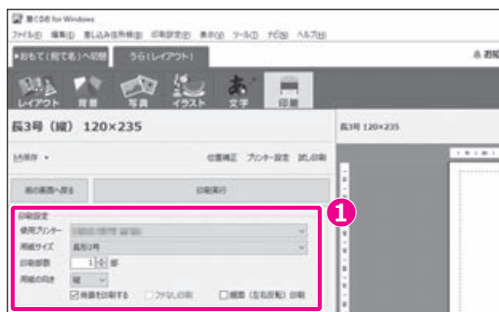 筆ぐるめ for Windows
ファイル(F) 編集(E) 差し込み住所録(B) 印刷設定(P) 表示(V) ツール(T) ナビ(N) ヘルプ(H)
▶おもて(宛て名)へ切替 うら(レイアウト)
レイアウト 背景 写真 イラスト 文字 印刷
長3号（縦） 120×235
長3号 120×235
位置補正 プリンター設定 試し印刷
前の画面へ戻る 印刷実行
1
印刷設定
使用プリンター
用紙サイズ 長形3号
印刷部数 1 部
用紙の向き 縦
背景を印刷する フチなし印刷 鏡面（左右反転）印刷